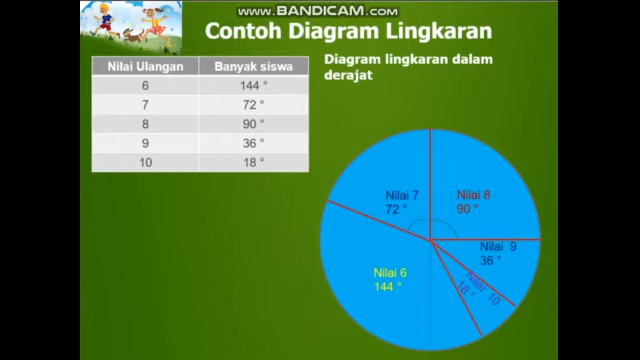 www.BANDICAM.com
Contoh Diagram Lingkaran
Nilai Ulangan Banyak siswa
6 144 °
7 72 °
8 90 °
9 36 °
10 18 °
Diagram lingkaran dalam
derajat
Nilai 7
72 °
Nilai 8
90 °
Nilai 9
36 °
Nilai 10
18 °
Nilai 6
144 °